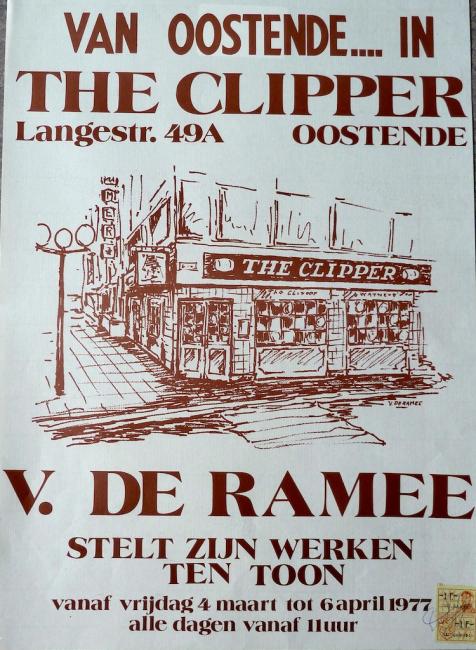 VAN OOSTENDE.... IN
THE CLIPPER
Langestr. 49A OOSTENDE
THE CLIPPER
V. DE RAMEE
V. DE RAMEE
STELT ZIJN WERKEN
TEN TOON
vanaf vrijdag 4 maart tot 6 april 1977
alle dagen vanaf 11uur